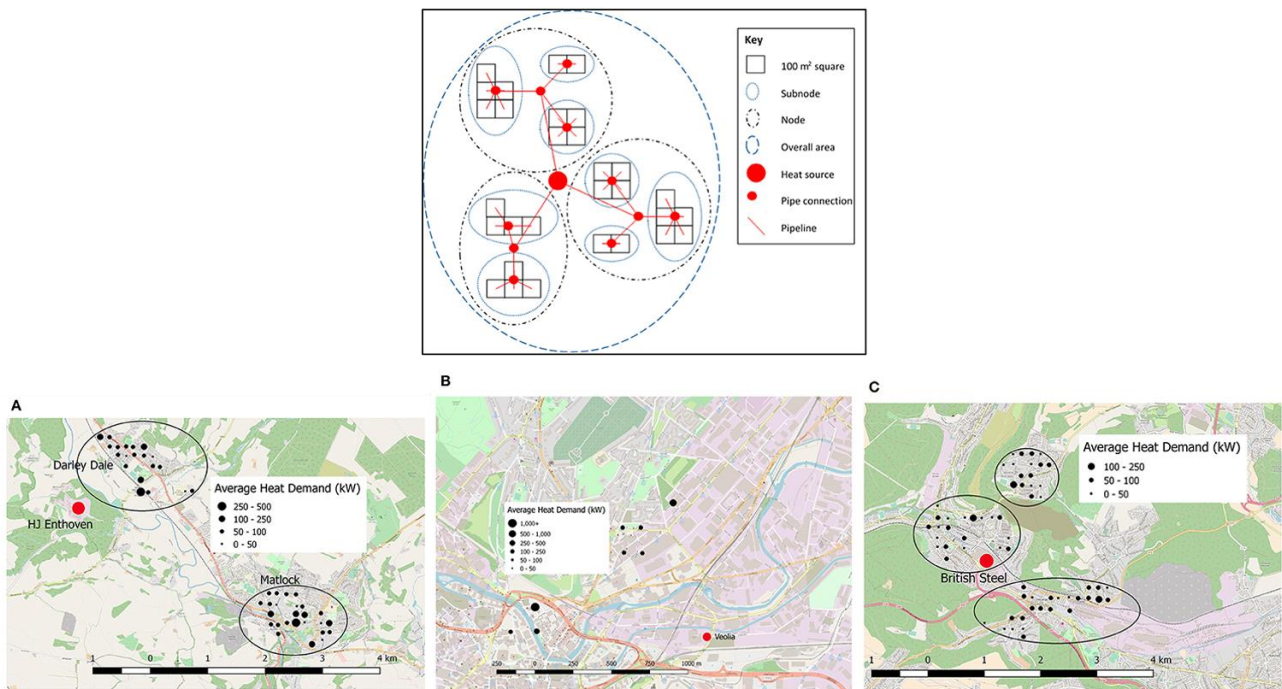 Key
100 m² square
Subnode
Node
Overall area
Heat source
Pipe connection
Pipeline
A
Darley Dale
HJ Enthoven
Average Heat Demand (kW)
250 - 500
100 - 250
50 - 100
0 - 50
Matlock
1 0 1 2 3 4 km
B
Average Heat Demand (kW)
1,000+
500 - 1,000
250 - 500
100 - 250
50 - 100
0 - 50
Veolia
250 0 250 500 750 1000 m
C
Average Heat Demand (kW)
100 - 250
50 - 100
0 - 50
British Steel
1 0 1 2 3 4 km